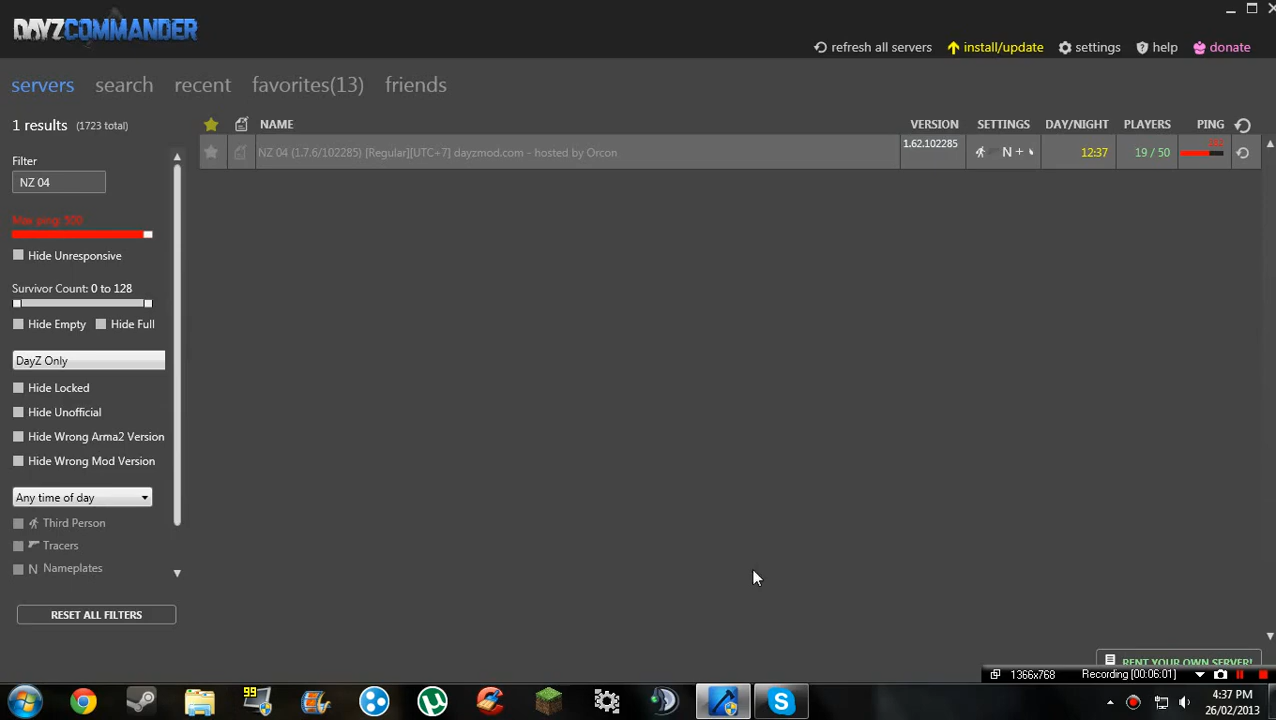 DAYZCOMMANDER
refresh all servers install/update settings help donate
servers search recent favorites(13) friends
1 results (1723 total)
NAME VERSION SETTINGS DAY/NIGHT PLAYERS PING
NZ 04 (1.7.6/102285) [Regular][UTC+7] dayzmod.com - hosted by Orcon 1.62.102285 N + 12:37 19 / 50
Filter
NZ 04
Max ping: 500
Hide Unresponsive
Survivor Count: 0 to 128
Hide Empty Hide Full
DayZ Only
Hide Locked
Hide Unofficial
Hide Wrong Arma2 Version
Hide Wrong Mod Version
Any time of day
Third Person
Tracers
N Nameplates
RESET ALL FILTERS
RENT YOUR OWN SERVER!
1366x768 Recording [00:06:01]
99
4:37 PM
26/02/2013